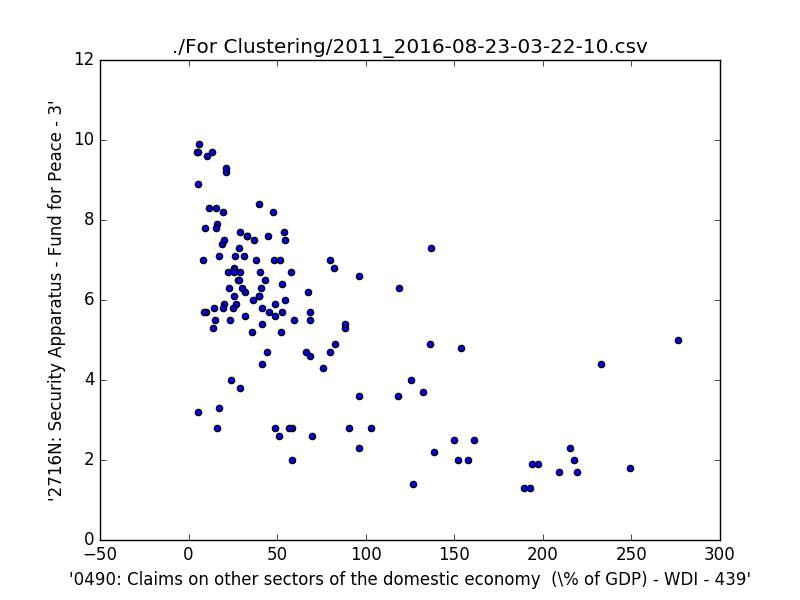 ./For Clustering/2011_2016-08-23-03-22-10.csv
'2716N: Security Apparatus - Fund for Peace - 3'
12
10
8
6
4
2
0
−50 0 50 100 150 200 250 300
'0490: Claims on other sectors of the domestic economy (\% of GDP) - WDI - 439'